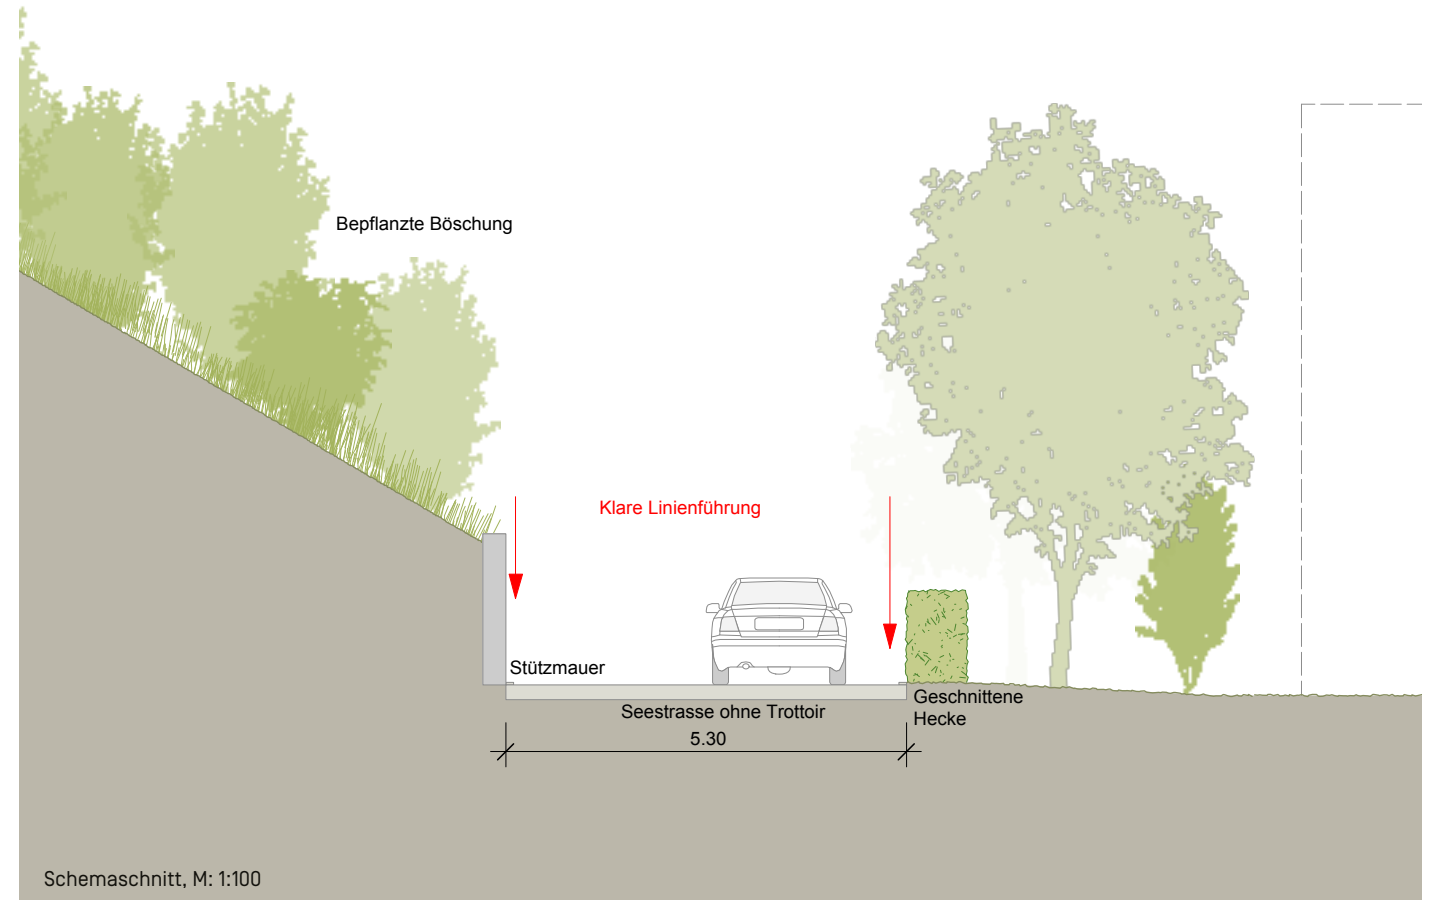 Bepflanzte Böschung
Klare Linienführung
Stützmauer
Geschnittene
Hecke
Seestrasse ohne Trottoir
5.30
Schemaschnitt, M: 1:100